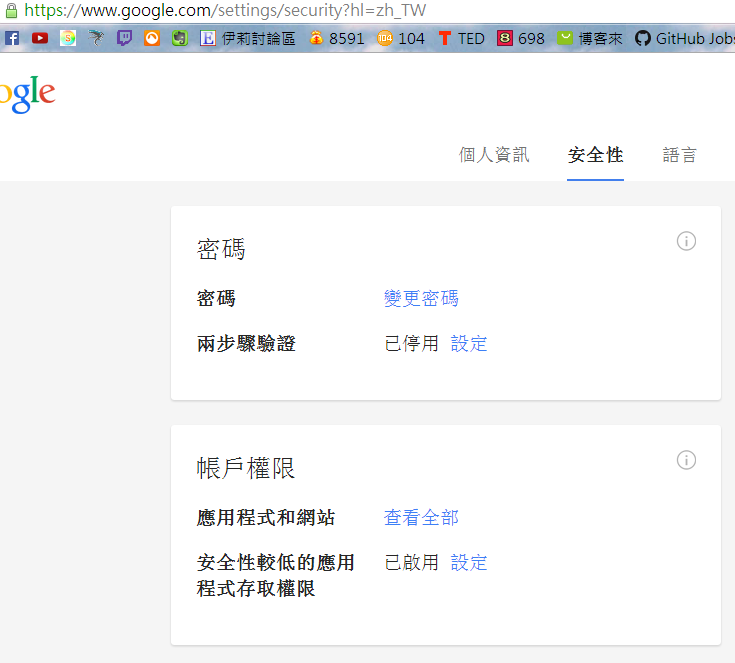 https://www.google.com/settings/security?hl=zh_TW
伊莉討論區 8591 104 TED 698 博客來 GitHub Jobs
ogle
個人資訊 安全性 語言
密碼
密碼 變更密碼
兩步驟驗證 已停用 設定
帳戶權限
應用程式和網站 查看全部
安全性較低的應用 已啟用 設定
程式存取權限